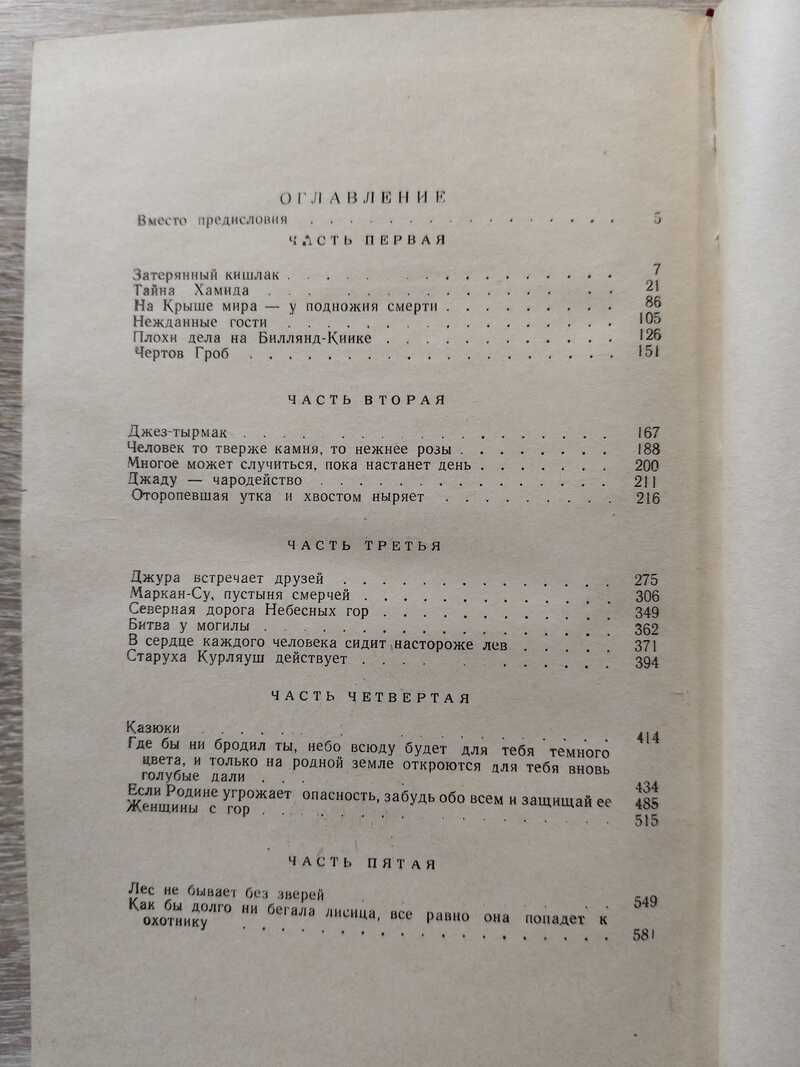 ОГЛАВЛЕНИЕ
Вместо предисловия . . . . . . . . . . . . . . . 5
ЧАСТЬ ПЕРВАЯ
Затерянный кишлак . . . . . . . . . . . . . . . 7
Тайна Хамида . . . . . . . . . . . . . . . 21
На Крыше мира — у подножия смерти . . . . . . . . . 86
Нежданные гости . . . . . . . . . . . . . . . 105
Плохи дела на Биллянд-Киике . . . . . . . . . . . 126
Чертов Гроб . . . . . . . . . . . . . . . . 151
ЧАСТЬ ВТОРАЯ
Джез-тырмак . . . . . . . . . . . . . . . 167
Человек то тверже камня, то нежнее розы . . . . . . . . 188
Многое может случиться, пока настанет день . . . . . . . 200
Джаду — чародейство . . . . . . . . . . . . . . 211
Оторопевшая утка и хвостом ныряет . . . . . . . . . 216
ЧАСТЬ ТРЕТЬЯ
Джура встречает друзей . . . . . . . . . . . . . 275
Маркан-Су, пустыня смерчей . . . . . . . . . . . . 306
Северная дорога Небесных гор . . . . . . . . . . . 349
Битва у могилы . . . . . . . . . . . . . . . 362
В сердце каждого человека сидит настороже лев . . . . . 371
Старуха Курляуш действует . . . . . . . . . . . 394
ЧАСТЬ ЧЕТВЕРТАЯ
Казюки . . . . . . . . . . . . . . . 414
Где бы ни бродил ты, небо всюду будет для тебя темного
цвета, и только на родной земле откроются для тебя вновь
голубые дали . . . 434
Если Родине угрожает опасность, забудь обо всем и защищай ее 485
Женщины с гор . . . . . . . . . . . . . . . 515
ЧАСТЬ ПЯТАЯ
Лес не бывает без зверей . . . . . . . . . . . 549
Как бы долго ни бегала лисица, все равно она попадет к
охотнику . . . . . . . . . . . . . . . . 581